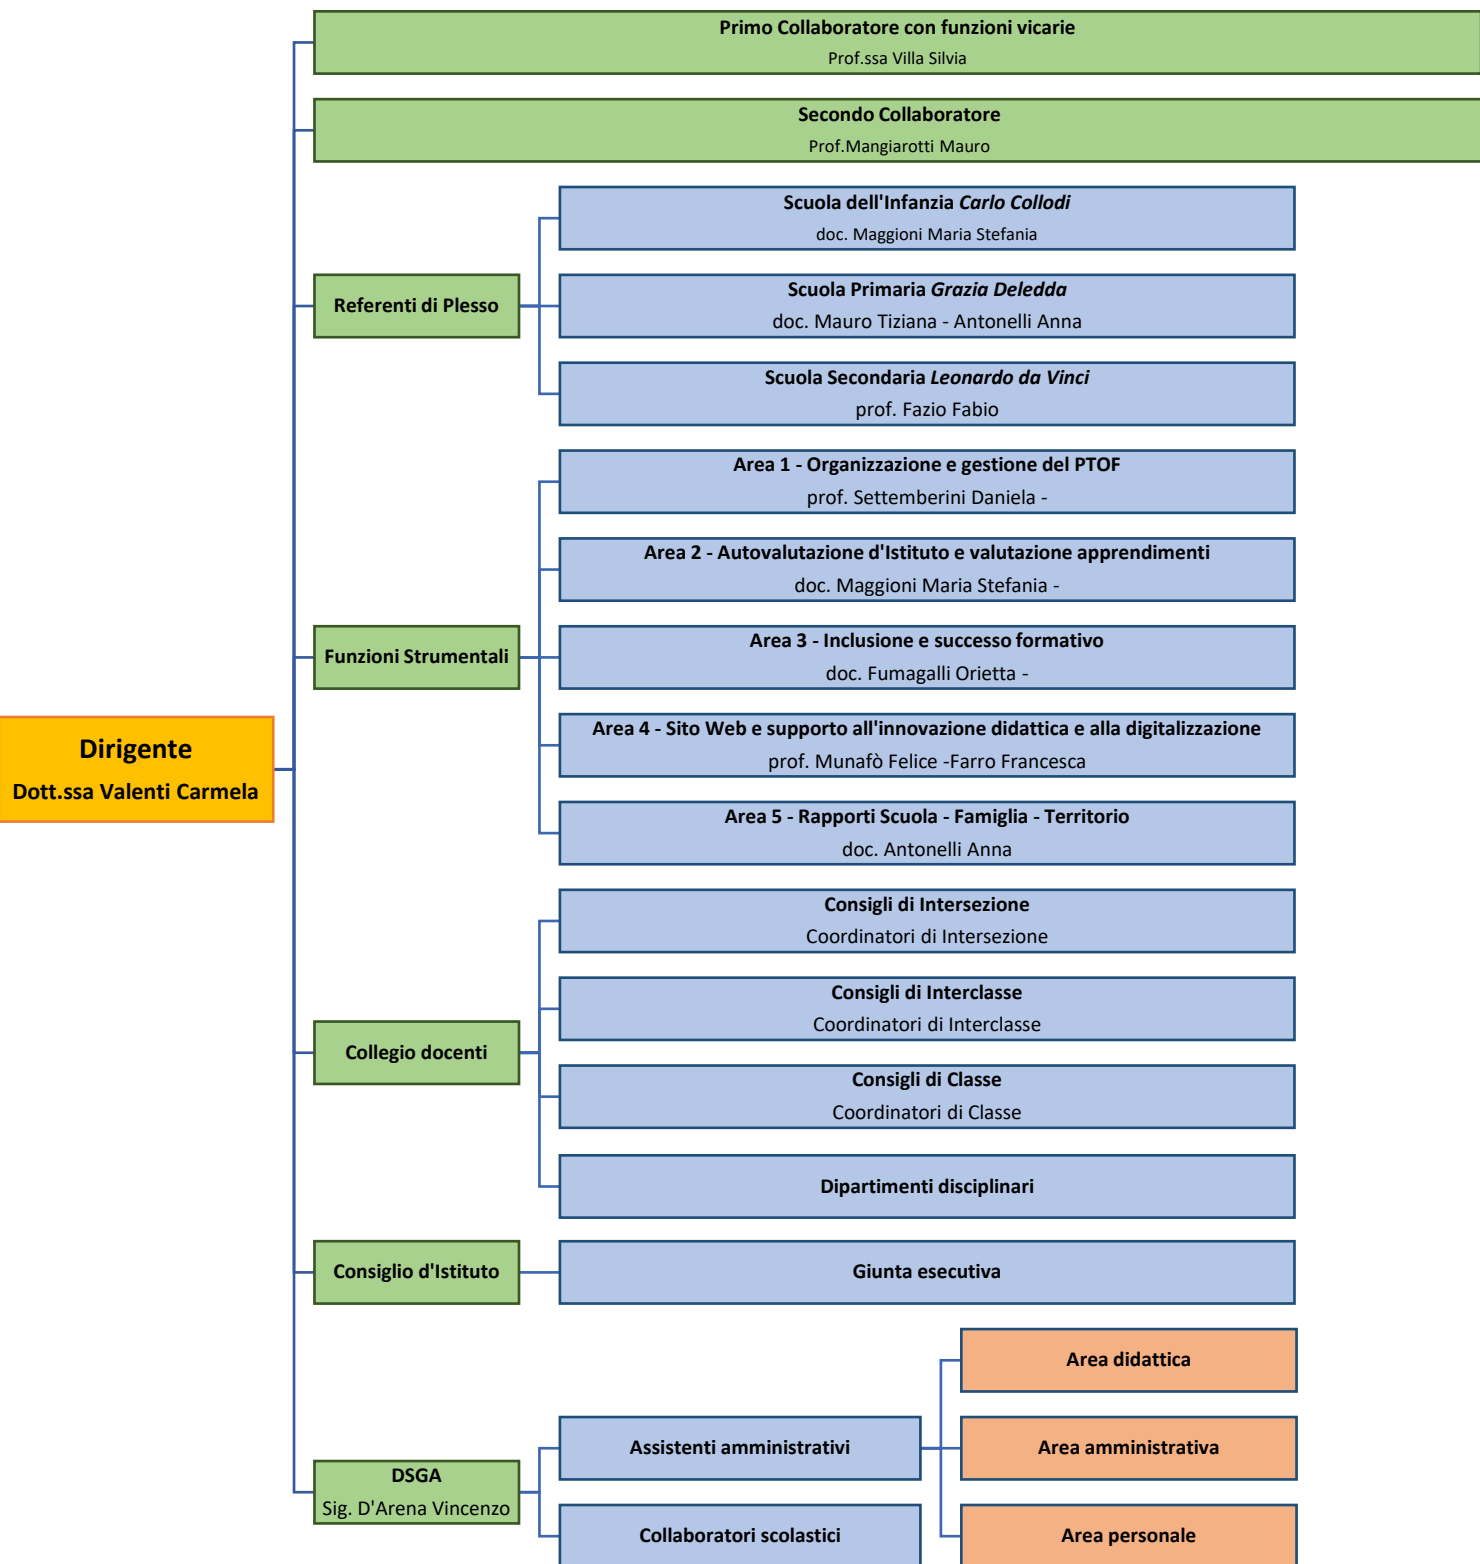 Primo Collaboratore con funzioni vicarie
Prof.ssa Villa Silvia
Secondo Collaboratore
Prof.Mangiarotti Mauro
Scuola dell'Infanzia Carlo Collodi
doc. Maggioni Maria Stefania
Referenti di Plesso
Scuola Primaria Grazia Deledda
doc. Mauro Tiziana - Antonelli Anna
Scuola Secondaria Leonardo da Vinci
prof. Fazio Fabio
Area 1 - Organizzazione e gestione del PTOF
prof. Settemberini Daniela -
Area 2 - Autovalutazione d'Istituto e valutazione apprendimenti
doc. Maggioni Maria Stefania -
Funzioni Strumentali
Area 3 - Inclusione e successo formativo
doc. Fumagalli Orietta -
Area 4 - Sito Web e supporto all'innovazione didattica e alla digitalizzazione
prof. Munafò Felice -Farro Francesca
Dirigente
Dott.ssa Valenti Carmela
Area 5 - Rapporti Scuola - Famiglia - Territorio
doc. Antonelli Anna
Consigli di Intersezione
Coordinatori di Intersezione
Consigli di Interclasse
Coordinatori di Interclasse
Collegio docenti
Consigli di Classe
Coordinatori di Classe
Dipartimenti disciplinari
Consiglio d'Istituto
Giunta esecutiva
Area didattica
Assistenti amministrativi
Area amministrativa
DSGA
Sig. D'Arena Vincenzo
Collaboratori scolastici
Area personale